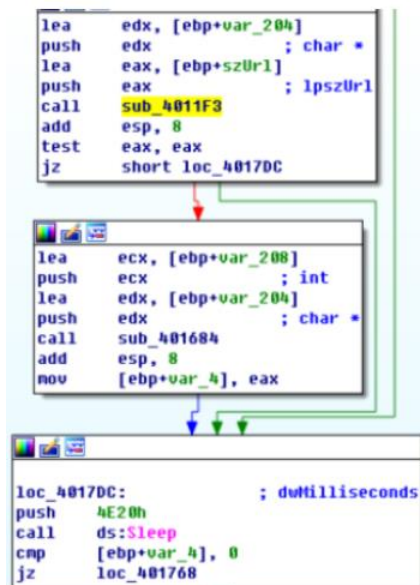 lea edx, [ebp+var_204]
push edx ; char *
lea eax, [ebp+szUrl]
push eax ; lpszUrl
call sub_4011F3
add esp, 8
test eax, eax
jz short loc_4017DC
lea ecx, [ebp+var_208]
push ecx ; int
lea edx, [ebp+var_204]
push edx ; char *
call sub_401684
add esp, 8
mov [ebp+var_4], eax
loc_4017DC: ; dwMilliseconds
push 4E20h
call ds:Sleep
cmp [ebp+var_4], 0
jz loc_401768